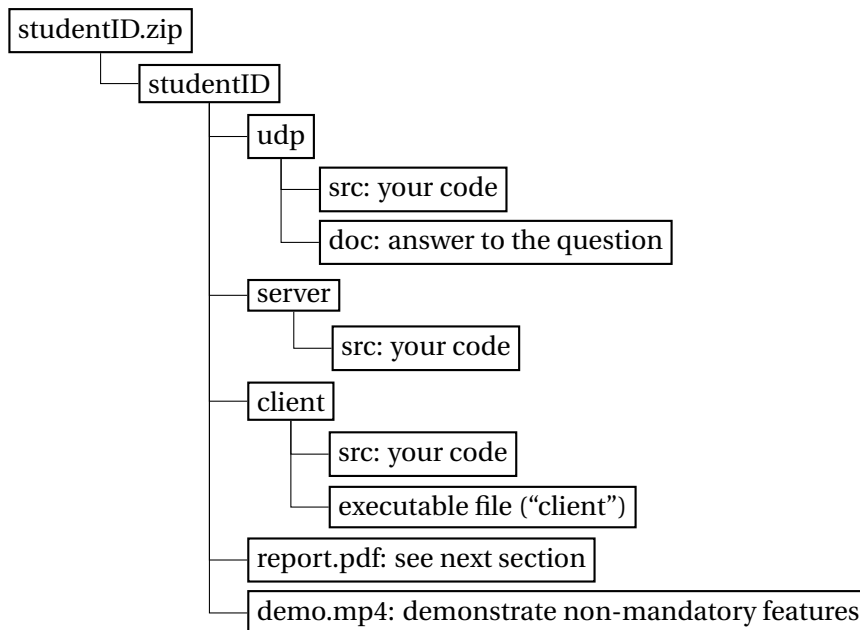 studentID.zip
studentID
udp
src: your code
doc: answer to the question
server
src: your code
client
src: your code
executable file (“client”)
report.pdf: see next section
demo.mp4: demonstrate non-mandatory features